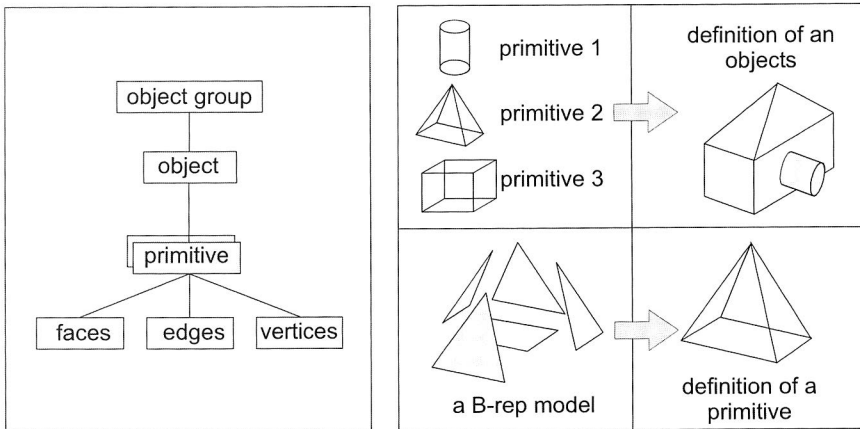 object group
object
primitive
faces
edges
vertices
primitive 1
primitive 2
primitive 3
definition of an
objects
a B-rep model
definition of a
primitive